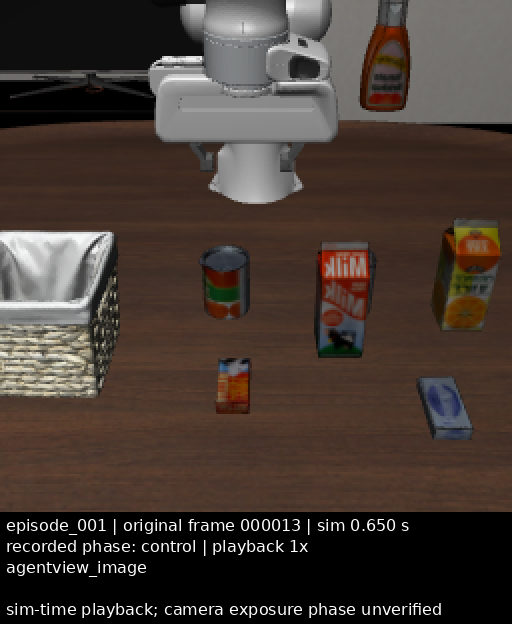 Milk
Milk
episode_001 | original frame 000013 | sim 0.650 s
recorded phase: control | playback 1x
agentview_image
sim-time playback; camera exposure phase unverified